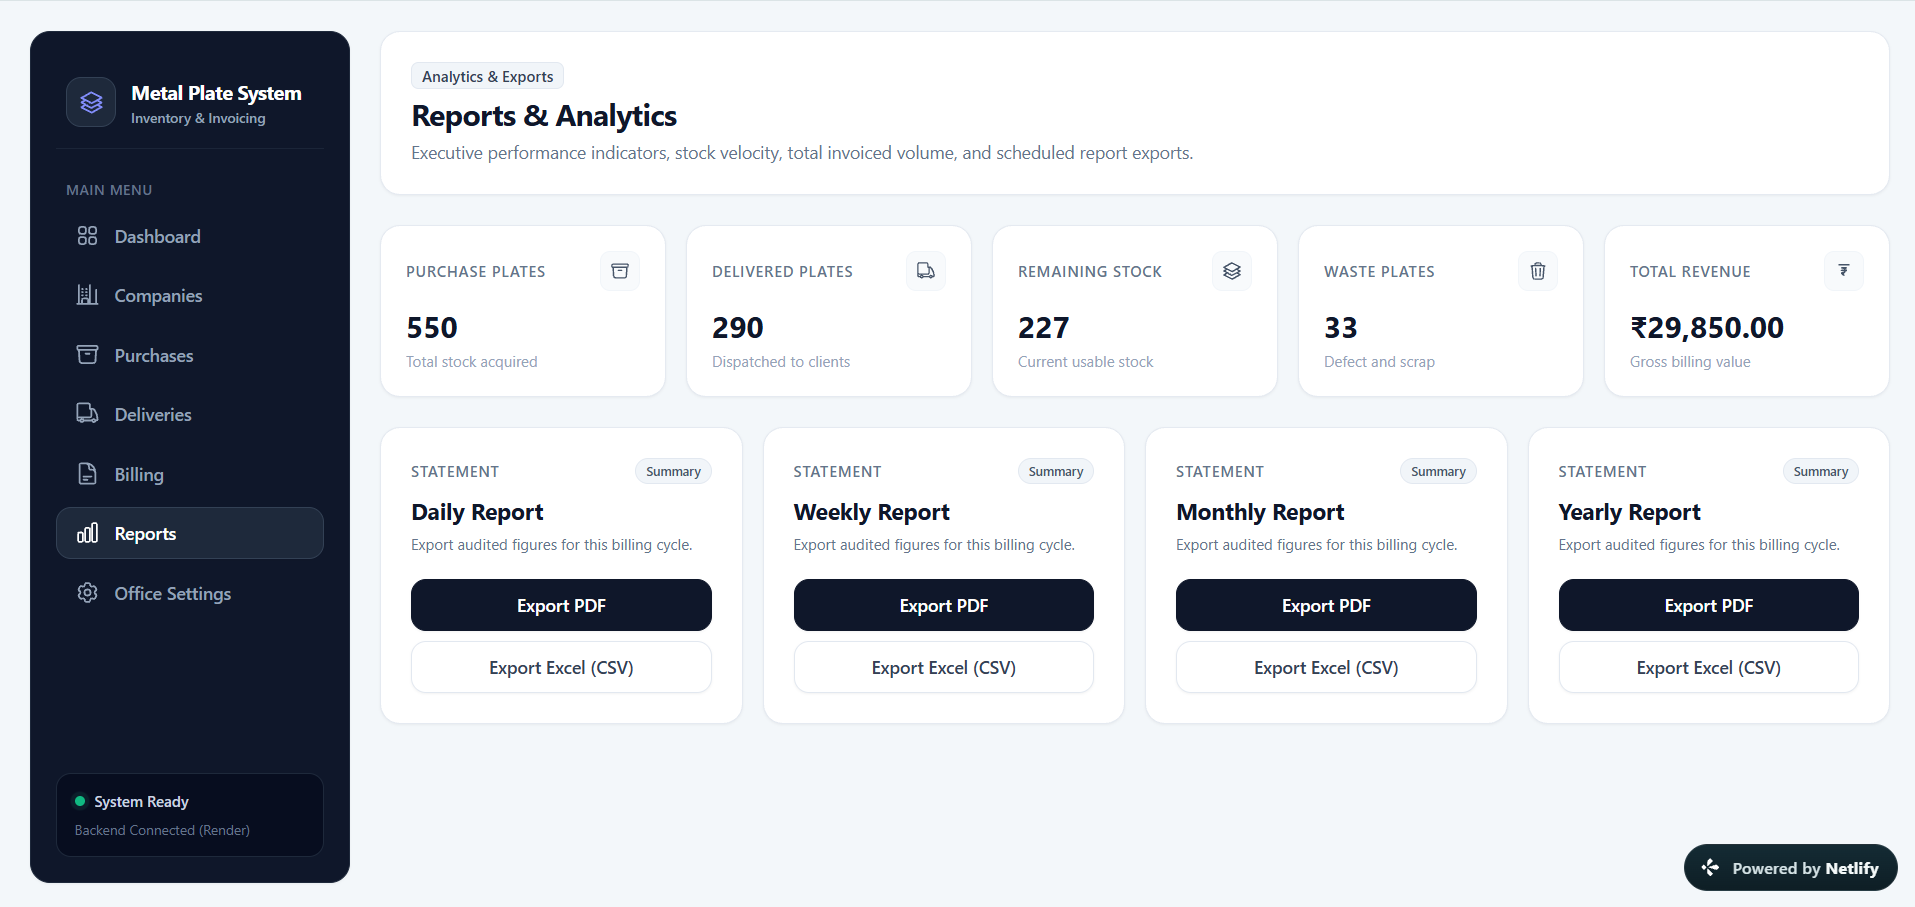 Metal Plate System
Inventory & Invoicing
MAIN MENU
Dashboard
Companies
Purchases
Deliveries
Billing
Reports
Office Settings
System Ready
Backend Connected (Render)
Analytics & Exports
Reports & Analytics
Executive performance indicators, stock velocity, total invoiced volume, and scheduled report exports.
PURCHASE PLATES
550
Total stock acquired
DELIVERED PLATES
290
Dispatched to clients
REMAINING STOCK
227
Current usable stock
WASTE PLATES
33
Defect and scrap
TOTAL REVENUE
₹
₹29,850.00
Gross billing value
STATEMENT
Summary
Daily Report
Export audited figures for this billing cycle.
Export PDF
Export Excel (CSV)
STATEMENT
Summary
Weekly Report
Export audited figures for this billing cycle.
Export PDF
Export Excel (CSV)
STATEMENT
Summary
Monthly Report
Export audited figures for this billing cycle.
Export PDF
Export Excel (CSV)
STATEMENT
Summary
Yearly Report
Export audited figures for this billing cycle.
Export PDF
Export Excel (CSV)
Powered by Netlify